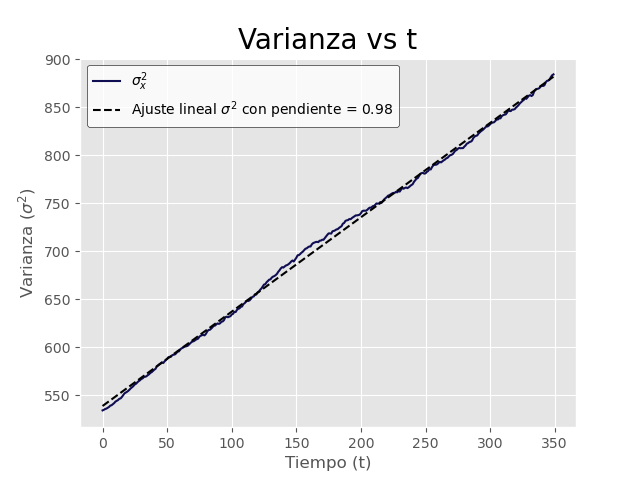 Varianza vs t
σ²ₓ
Ajuste lineal σ² con pendiente = 0.98
Varianza (σ²)
900
850
800
750
700
650
600
550
0 50 100 150 200 250 300 350
Tiempo (t)